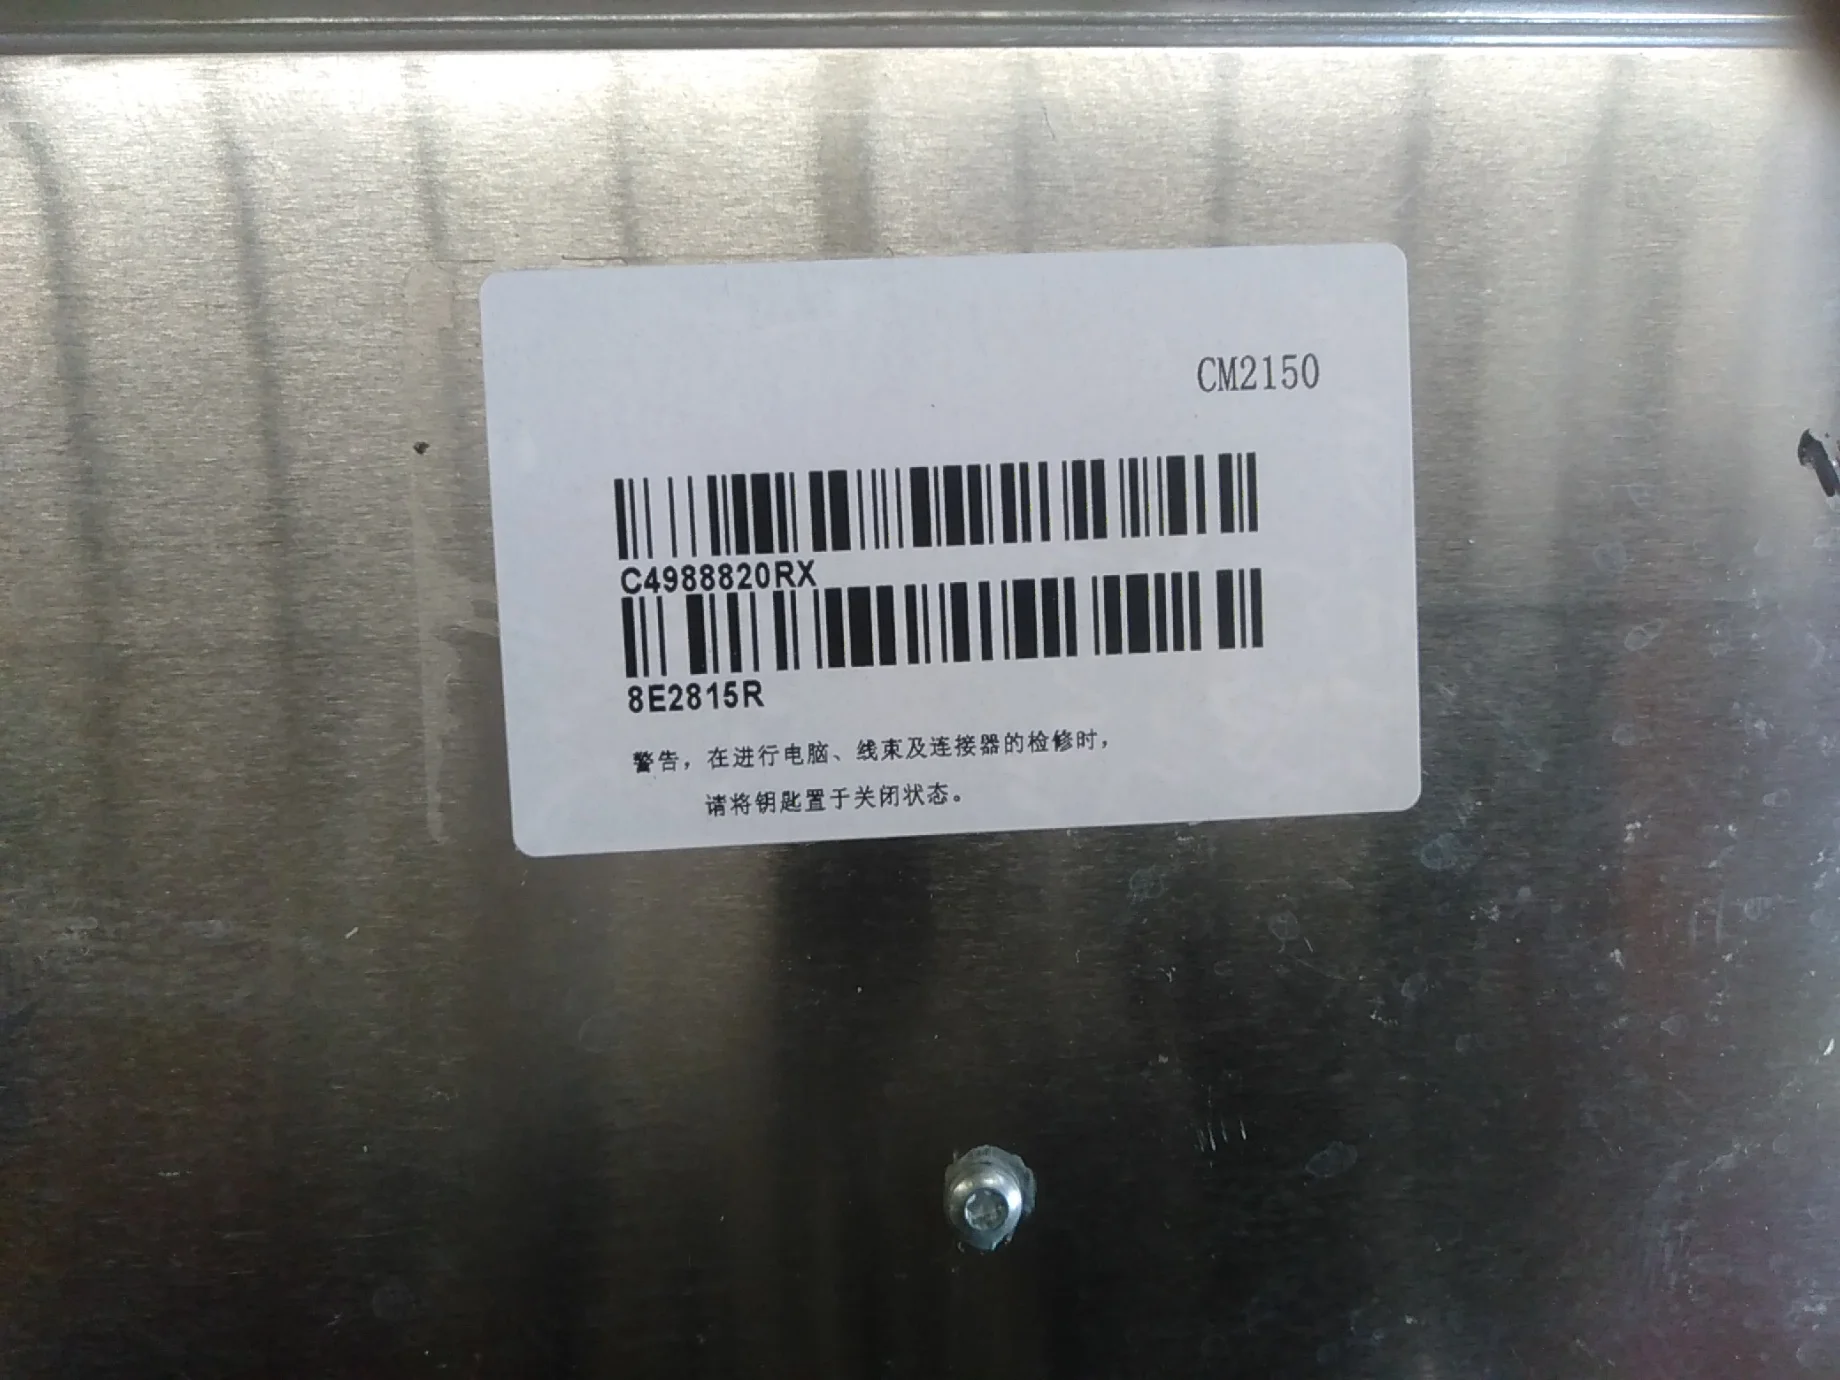 CM2150
C4988820RX
8E2815R
警告，在进行电脑、线束及连接器的检修时，
请将钥匙置于关闭状态。